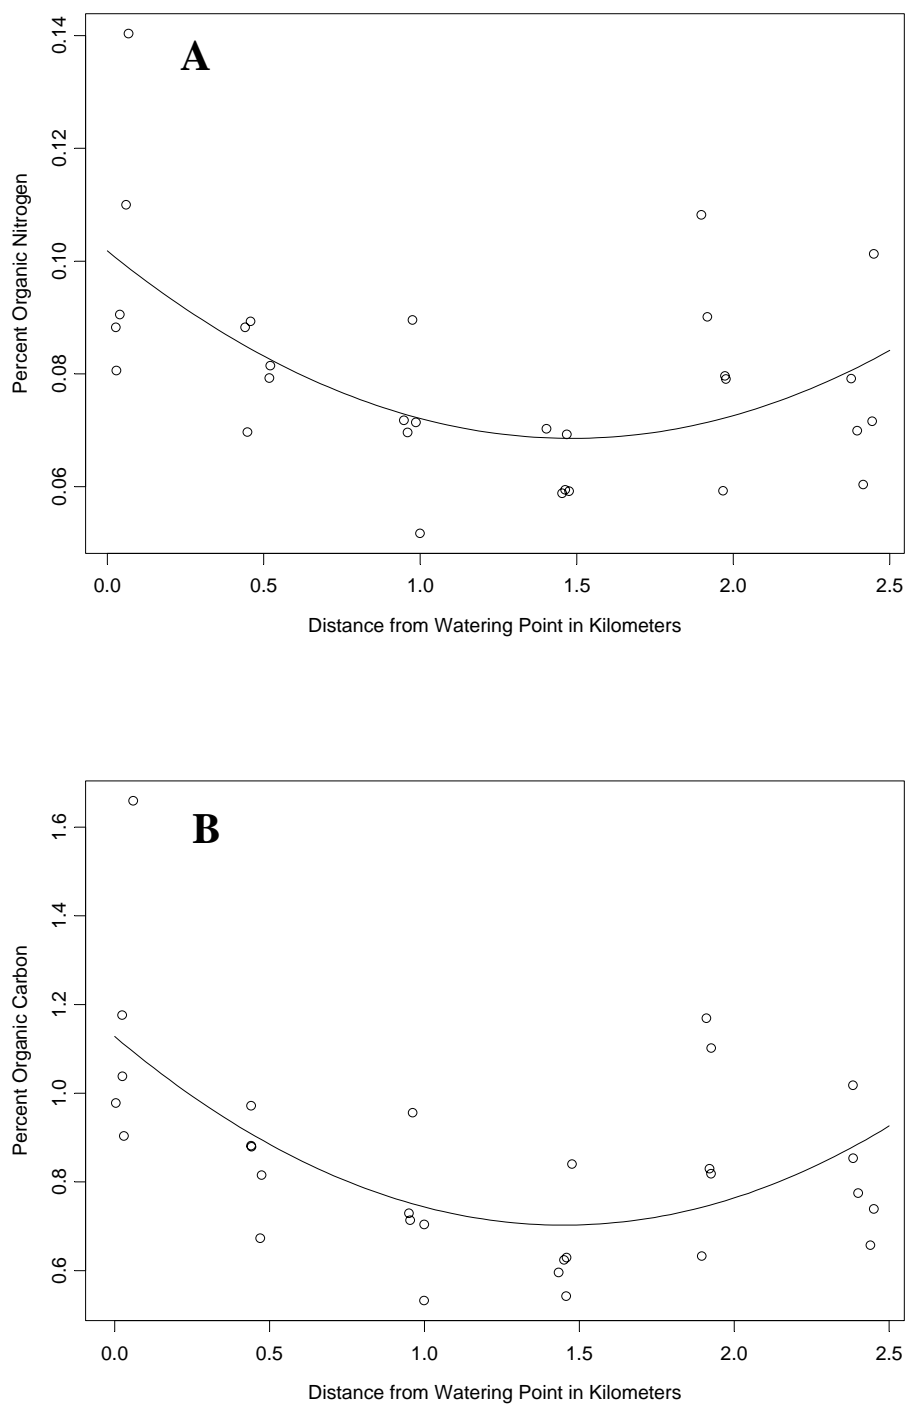 A
0.14
0.12
0.10
0.08
0.06
Percent Organic Nitrogen
0.0 0.5 1.0 1.5 2.0 2.5
Distance from Watering Point in Kilometers
B
1.6
1.4
1.2
1.0
0.8
0.6
Percent Organic Carbon
0.0 0.5 1.0 1.5 2.0 2.5
Distance from Watering Point in Kilometers